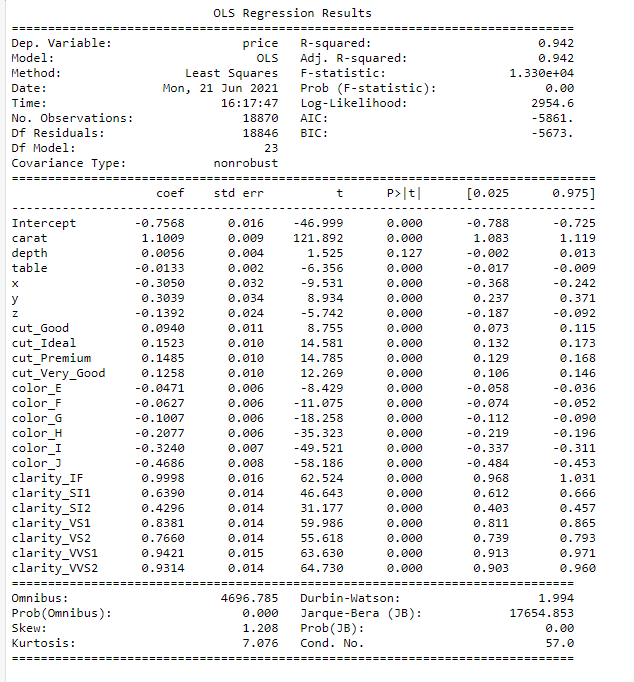 OLS Regression Results
==============================================================================
Dep. Variable: price R-squared: 0.942
Model: OLS Adj. R-squared: 0.942
Method: Least Squares F-statistic: 1.330e+04
Date: Mon, 21 Jun 2021 Prob (F-statistic): 0.00
Time: 16:17:47 Log-Likelihood: 2954.6
No. Observations: 18870 AIC: -5861.
Df Residuals: 18846 BIC: -5673.
Df Model: 23
Covariance Type: nonrobust
=================================================================================
coef std err t P>|t| [0.025 0.975]
---------------------------------------------------------------------------------
Intercept -0.7568 0.016 -46.999 0.000 -0.788 -0.725
carat 1.1009 0.009 121.892 0.000 1.083 1.119
depth 0.0056 0.004 1.525 0.127 -0.002 0.013
table -0.0133 0.002 -6.356 0.000 -0.017 -0.009
x -0.3050 0.032 -9.531 0.000 -0.368 -0.242
y 0.3039 0.034 8.934 0.000 0.237 0.371
z -0.1392 0.024 -5.742 0.000 -0.187 -0.092
cut_Good 0.0940 0.011 8.755 0.000 0.073 0.115
cut_Ideal 0.1523 0.010 14.581 0.000 0.132 0.173
cut_Premium 0.1485 0.010 14.785 0.000 0.129 0.168
cut_Very_Good 0.1258 0.010 12.269 0.000 0.106 0.146
color_E -0.0471 0.006 -8.429 0.000 -0.058 -0.036
color_F -0.0627 0.006 -11.075 0.000 -0.074 -0.052
color_G -0.1007 0.006 -18.258 0.000 -0.112 -0.090
color_H -0.2077 0.006 -35.323 0.000 -0.219 -0.196
color_I -0.3240 0.007 -49.521 0.000 -0.337 -0.311
color_J -0.4686 0.008 -58.186 0.000 -0.484 -0.453
clarity_IF 0.9998 0.016 62.524 0.000 0.968 1.031
clarity_SI1 0.6390 0.014 46.643 0.000 0.612 0.666
clarity_SI2 0.4296 0.014 31.177 0.000 0.403 0.457
clarity_VS1 0.8381 0.014 59.986 0.000 0.811 0.865
clarity_VS2 0.7660 0.014 55.618 0.000 0.739 0.793
clarity_VVS1 0.9421 0.015 63.630 0.000 0.913 0.971
clarity_VVS2 0.9314 0.014 64.730 0.000 0.903 0.960
==============================================================================
Omnibus: 4696.785 Durbin-Watson: 1.994
Prob(Omnibus): 0.000 Jarque-Bera (JB): 17654.853
Skew: 1.208 Prob(JB): 0.00
Kurtosis: 7.076 Cond. No. 57.0
==============================================================================